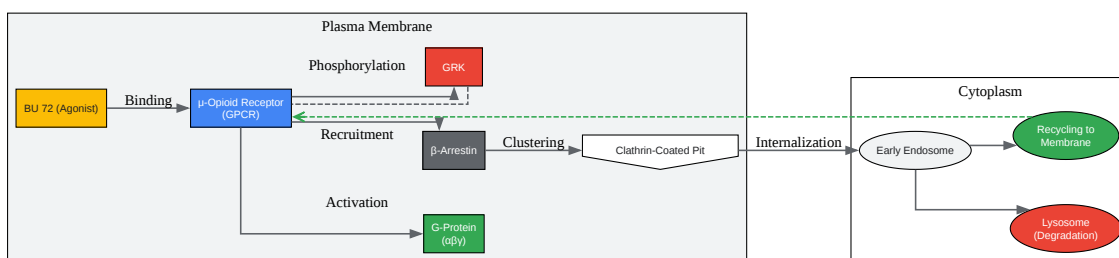 Plasma Membrane
Phosphorylation
GRK
BU 72 (Agonist)
Binding
μ-Opioid Receptor
(GPCR)
Recruitment
β-Arrestin
Clustering
Clathrin-Coated Pit
Internalization
Activation
G-Protein
(αβγ)
Cytoplasm
Early Endosome
Recycling to
Membrane
Lysosome
(Degradation)